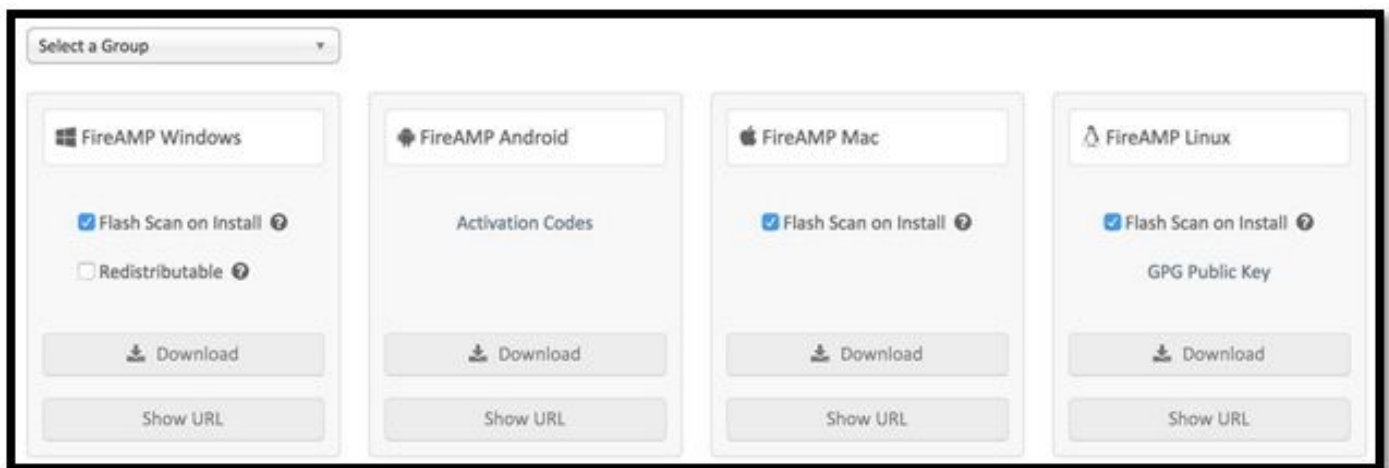 Select a Group
FireAMP Windows
Flash Scan on Install
Redistributable
Download
Show URL
FireAMP Android
Activation Codes
Download
Show URL
FireAMP Mac
Flash Scan on Install
Download
Show URL
FireAMP Linux
Flash Scan on Install
GPG Public Key
Download
Show URL